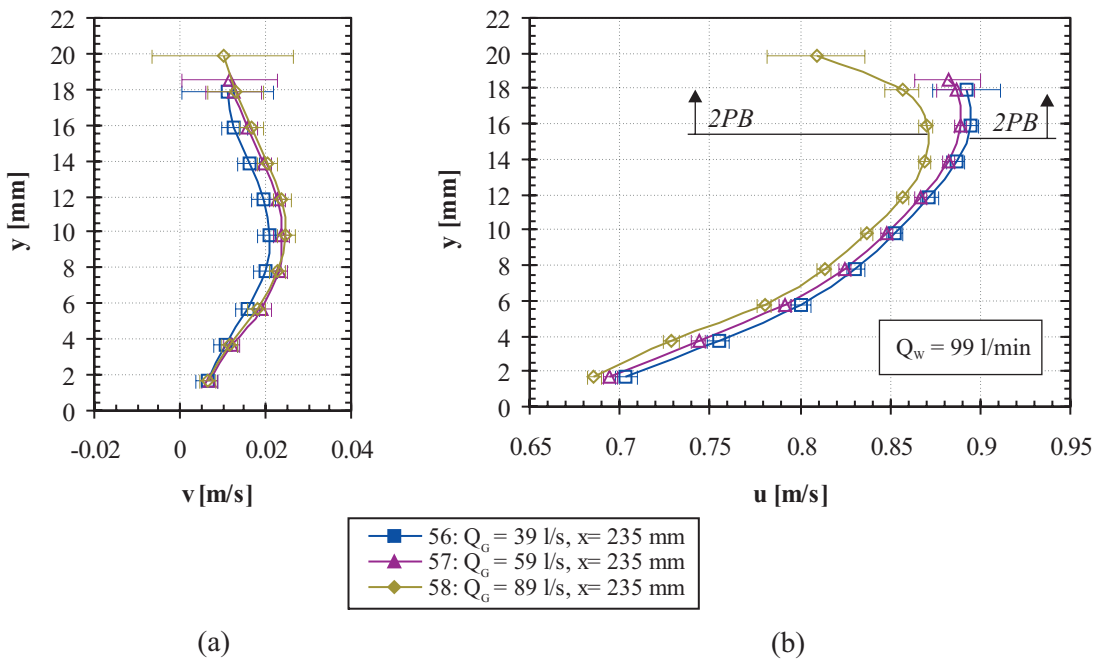 22
20
18
16
14
12
10
8
6
4
2
0
y [mm]
-0.02 0 0.02 0.04
v [m/s]
22
20
18
16
14
12
10
8
6
4
2
0
y [mm]
2PB
2PB
Q_W = 99 l/min
0.65 0.7 0.75 0.8 0.85 0.9 0.95
u [m/s]
56: Q_G = 39 l/s, x= 235 mm
57: Q_G = 59 l/s, x= 235 mm
58: Q_G = 89 l/s, x= 235 mm
(a) (b)